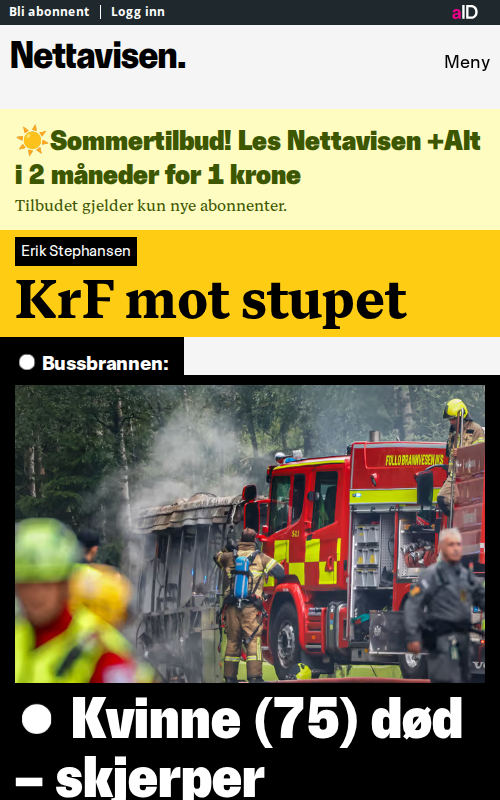 Bli abonnent | Logg inn
aID
Nettavisen.
Meny
Sommertilbud! Les Nettavisen +Alt
i 2 måneder for 1 krone
Tilbudet gjelder kun nye abonnenter.
Erik Stephansen
KrF mot stupet
Bussbrannen:
FOLLO BRANNVESEN IKS
Kvinne (75) død
– skjerper